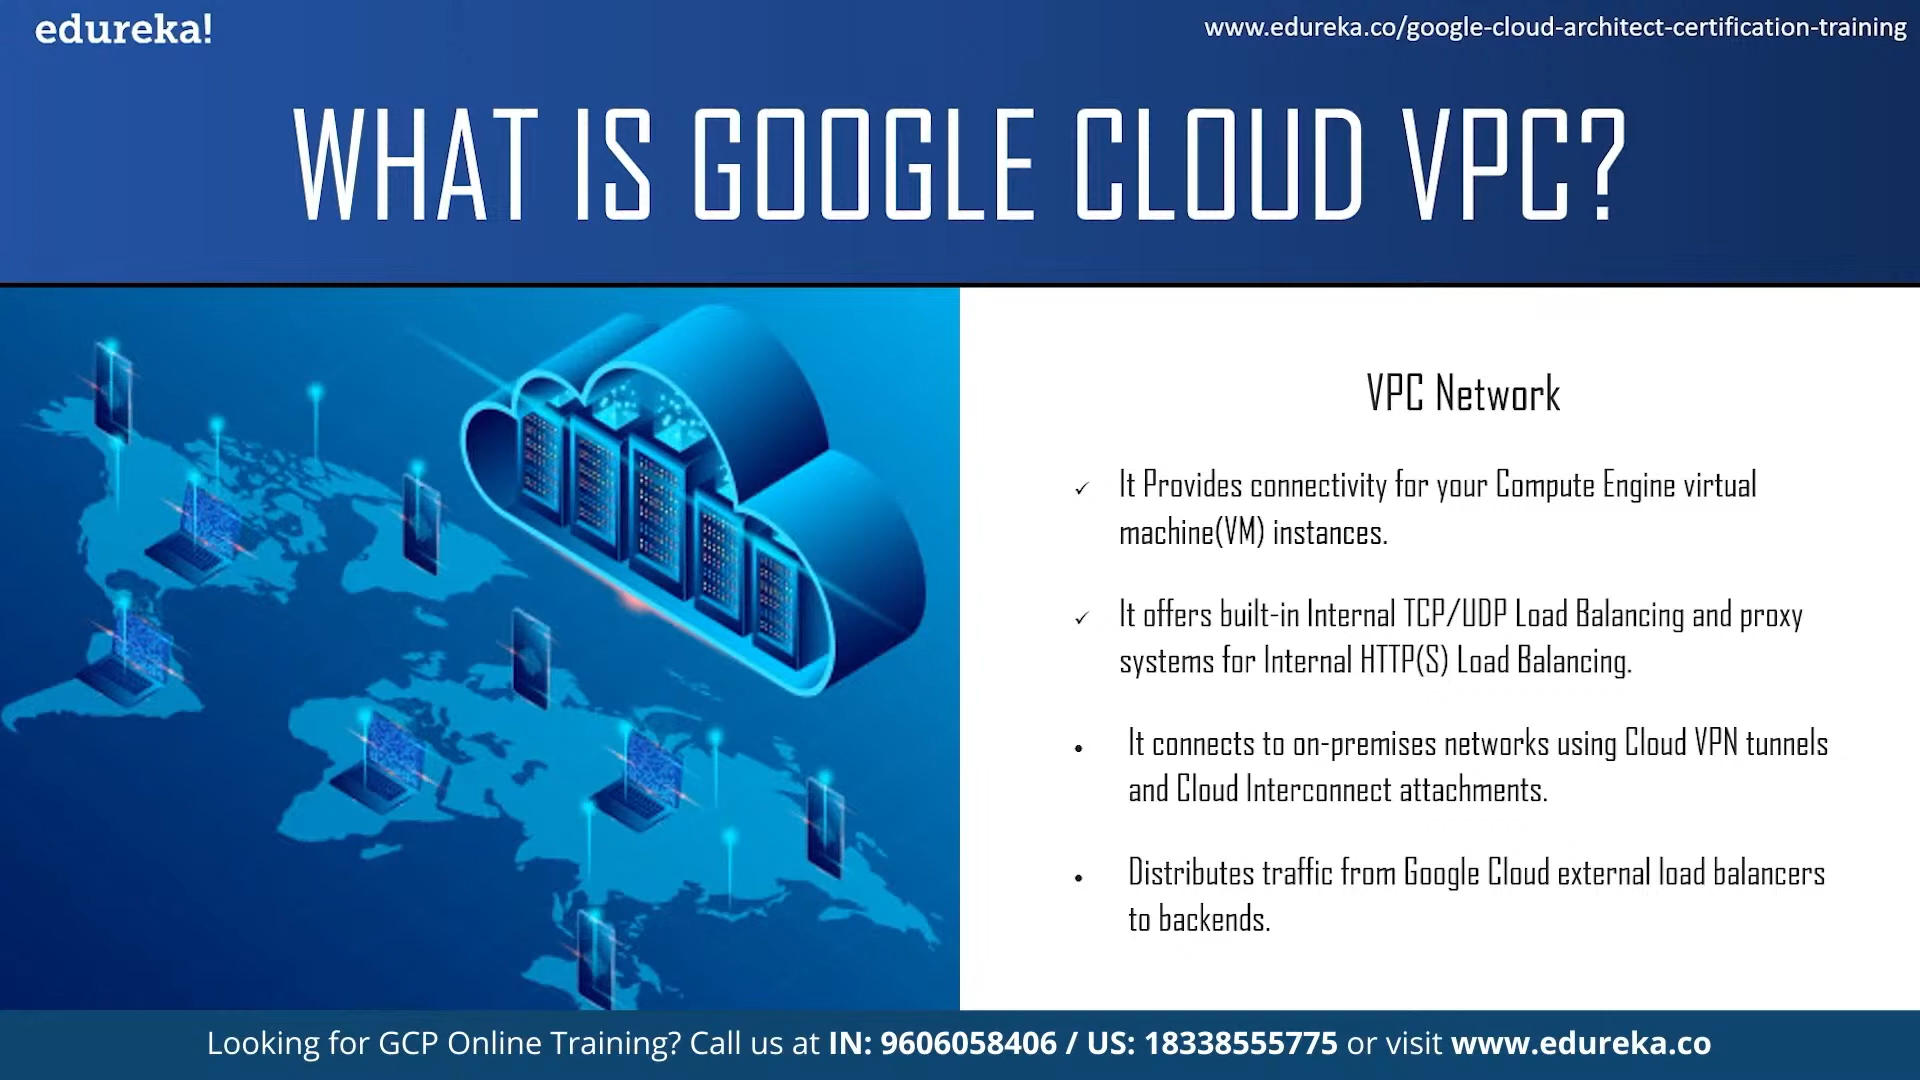 edureka!
www.edureka.co/google-cloud-architect-certification-training
WHAT IS GOOGLE CLOUD VPC?
VPC Network
✓ It Provides connectivity for your Compute Engine virtual
machine(VM) instances.
✓ It offers built-in Internal TCP/UDP Load Balancing and proxy
systems for Internal HTTP(S) Load Balancing.
• It connects to on-premises networks using Cloud VPN tunnels
and Cloud Interconnect attachments.
• Distributes traffic from Google Cloud external load balancers
to backends.
Looking for GCP Online Training? Call us at IN: 9606058406 / US: 18338555775 or visit www.edureka.co